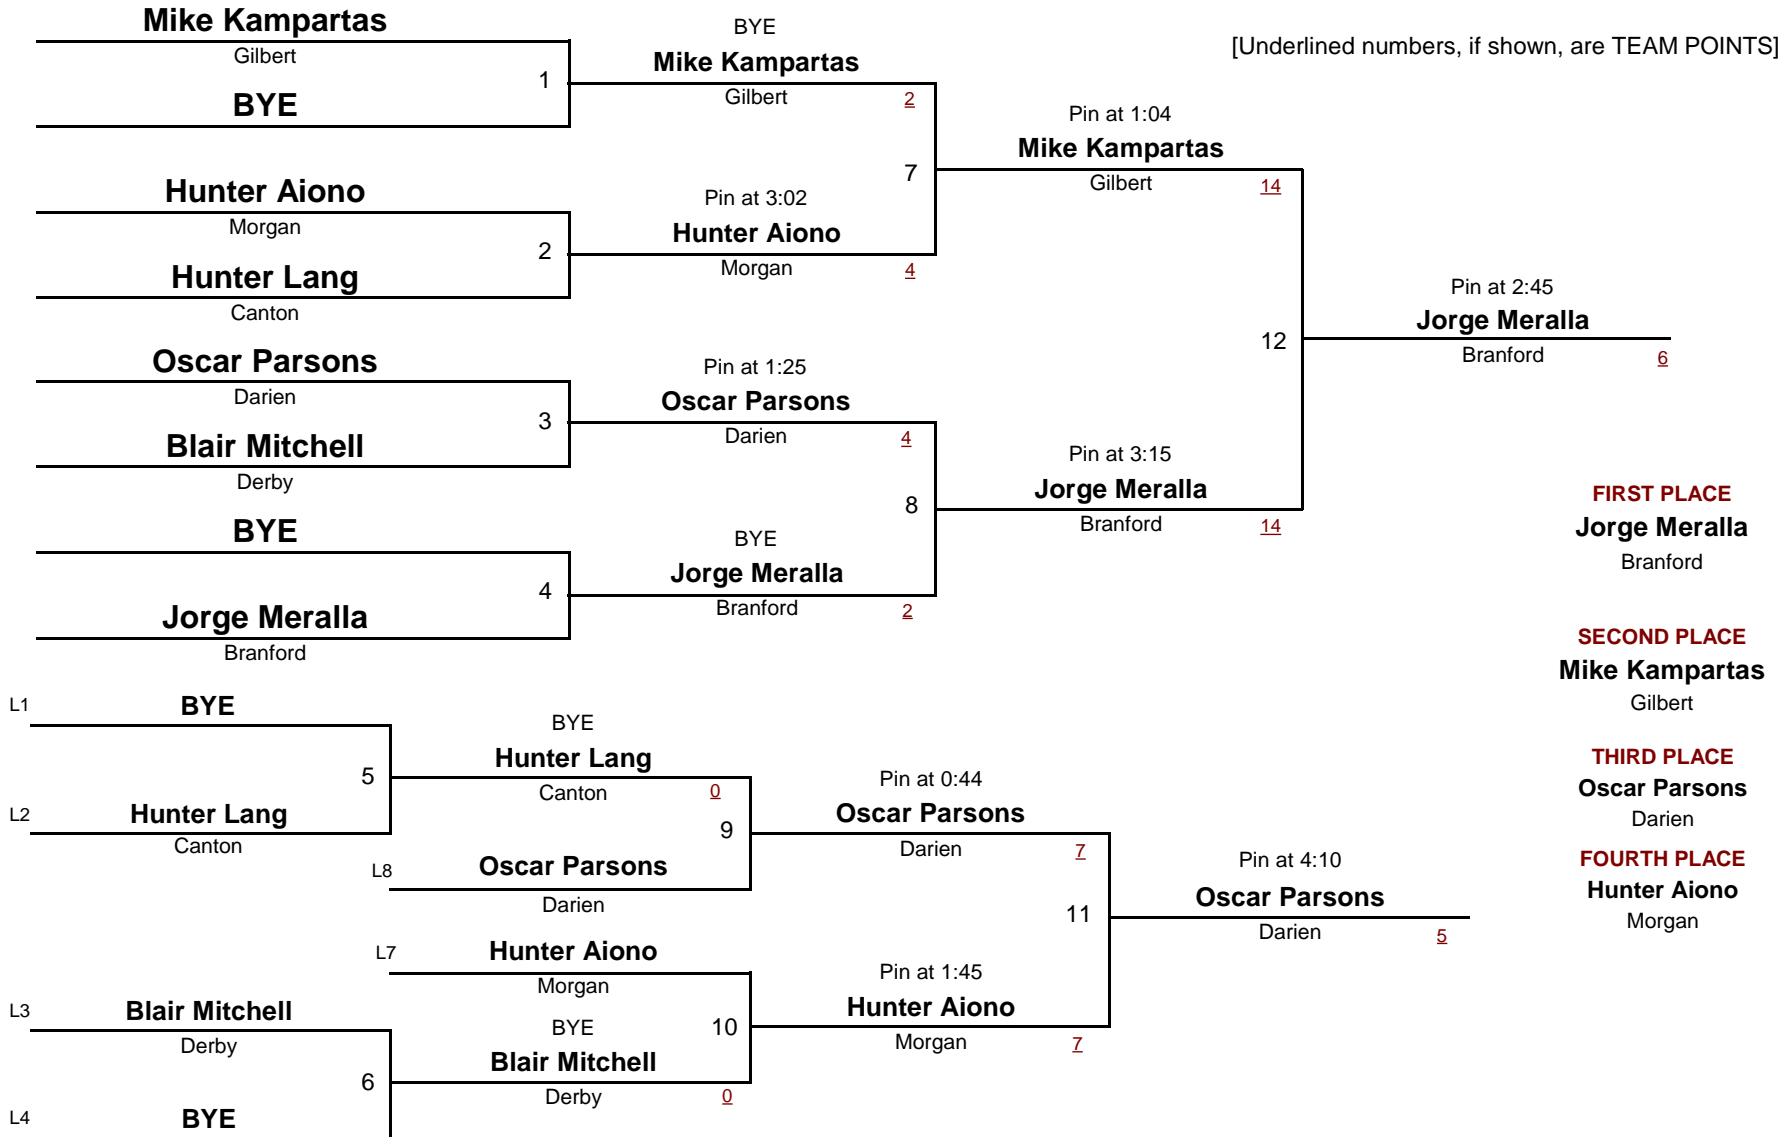 Mike Kampartas
Gilbert
1
BYE
BYE
Mike Kampartas
Gilbert
2
[Underlined numbers, if shown, are TEAM POINTS]
Pin at 1:04
Mike Kampartas
Gilbert
14
7
Hunter Aiono
Morgan
2
Hunter Lang
Canton
Pin at 3:02
Hunter Aiono
Morgan
4
Pin at 2:45
Jorge Meralla
Branford
6
12
Oscar Parsons
Darien
3
Blair Mitchell
Derby
Pin at 1:25
Oscar Parsons
Darien
4
8
Pin at 3:15
Jorge Meralla
Branford
14
BYE
4
Jorge Meralla
Branford
BYE
Jorge Meralla
Branford
2
FIRST PLACE
Jorge Meralla
Branford
SECOND PLACE
Mike Kampartas
Gilbert
THIRD PLACE
Oscar Parsons
Darien
FOURTH PLACE
Hunter Aiono
Morgan
L1
BYE
5
L2
Hunter Lang
Canton
BYE
Hunter Lang
Canton
0
9
L8
Oscar Parsons
Darien
Pin at 0:44
Oscar Parsons
Darien
7
11
Pin at 4:10
Oscar Parsons
Darien
5
L7
Hunter Aiono
Morgan
10
Pin at 1:45
Hunter Aiono
Morgan
7
L3
Blair Mitchell
Derby
6
BYE
Blair Mitchell
Derby
0
L4
BYE